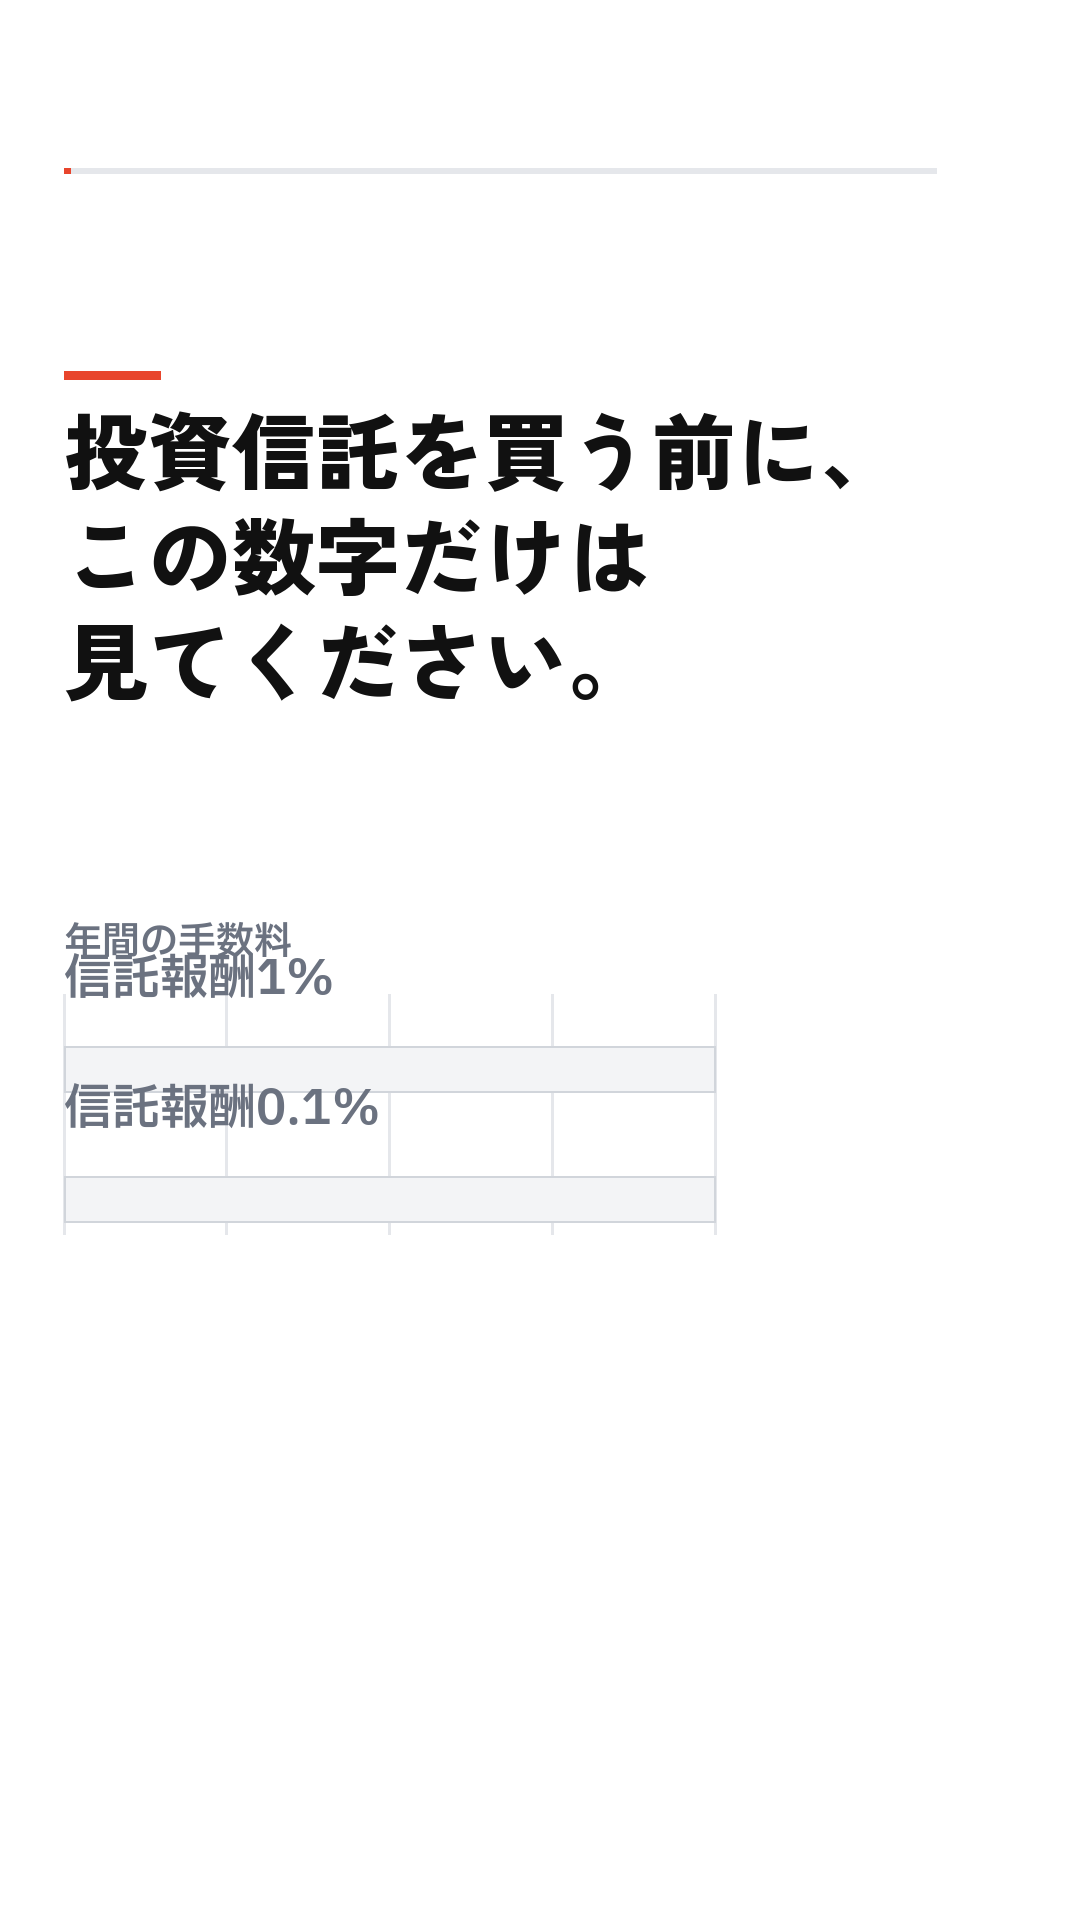 投資信託を買う前に、
この数字だけは
見てください。
年間の手数料
信託報酬1%
信託報酬0.1%